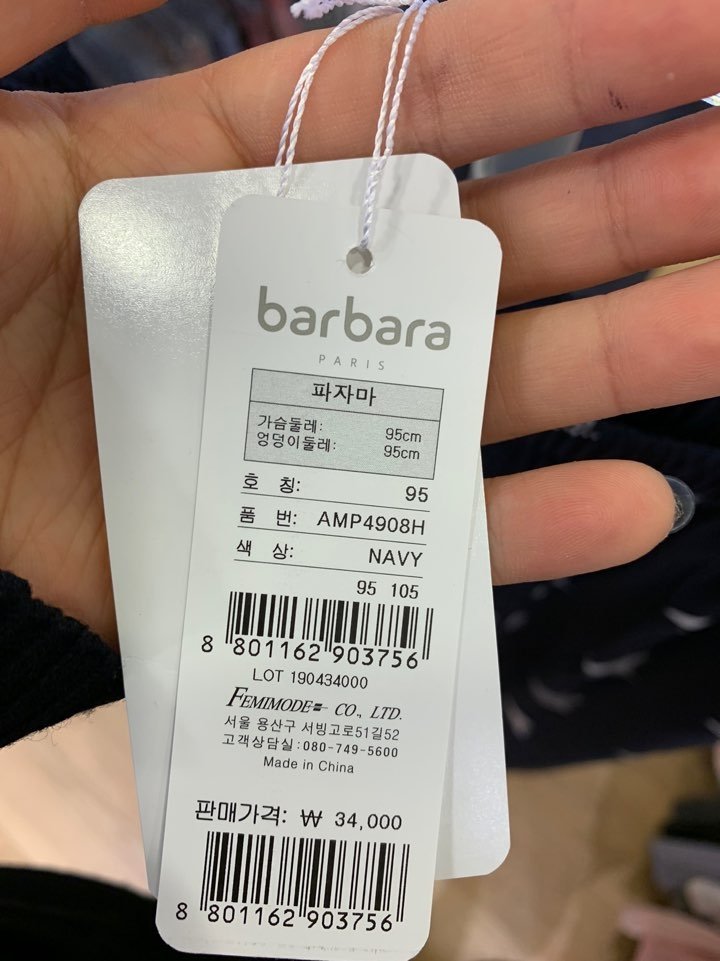 barbara
PARIS
파자마
가슴둘레: 95cm
엉덩이둘레: 95cm
호 칭: 95
품 번: AMP4908H
색 상: NAVY
95 105
8 801162 903756
LOT 190434000
FEMIMODE CO., LTD.
서울 용산구 서빙고로51길52
고객상담실:080-749-5600
Made in China
판매가격: ₩ 34,000
8 801162 903756